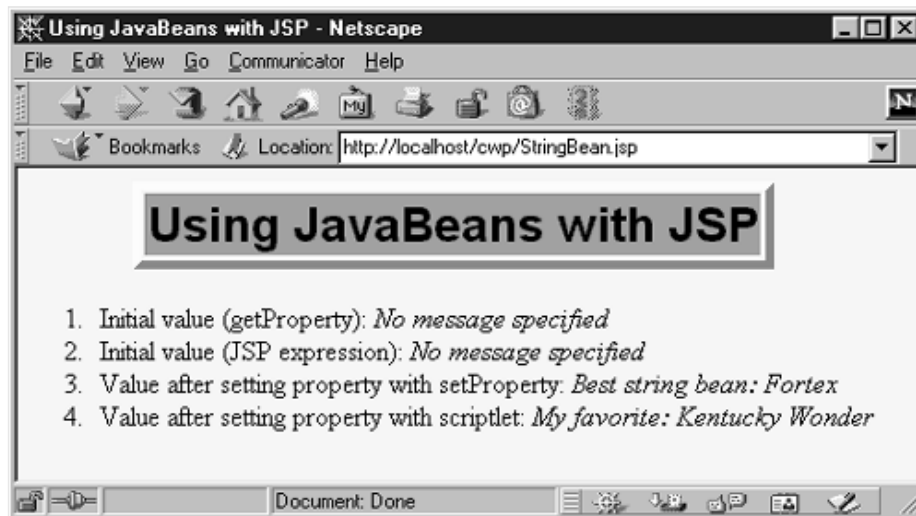 Using JavaBeans with JSP - Netscape
File Edit View Go Communicator Help
My
N
Bookmarks Location: http://localhost/cwp/StringBean.jsp
Using JavaBeans with JSP
1. Initial value (getProperty): No message specified
2. Initial value (JSP expression): No message specified
3. Value after setting property with setProperty: Best string bean: Fortex
4. Value after setting property with scriptlet: My favorite: Kentucky Wonder
Document: Done